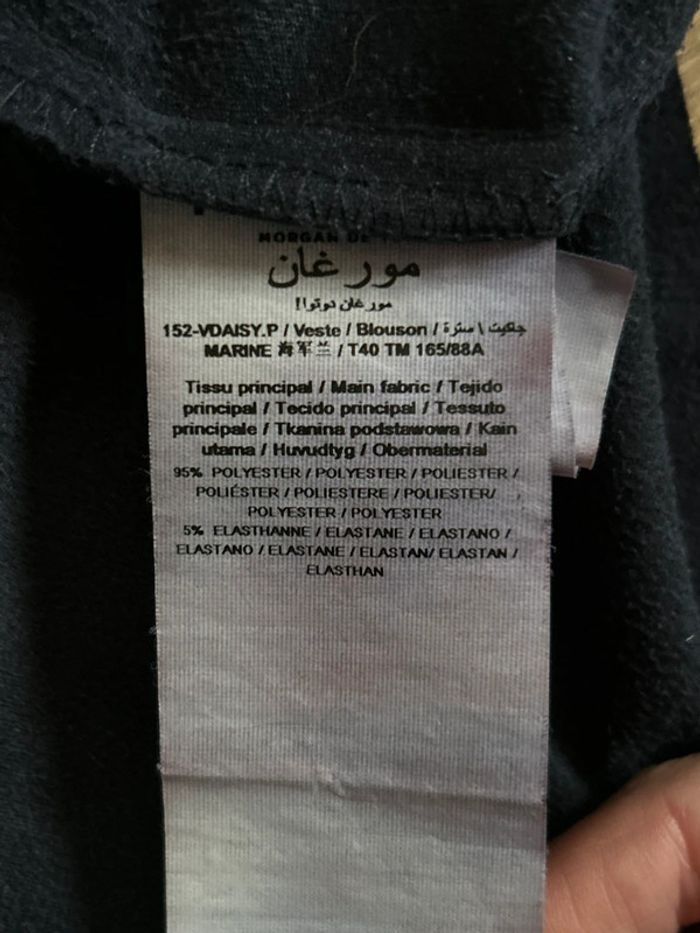 MORGAN DE
مورغان
مورغان دوتوا!
152-VDAISY.P / Veste / Blouson / جاكيت \ سترة
MARINE 海军兰 / T40 TM 165/88A
Tissu principal / Main fabric / Tejido
principal / Tecido principal / Tessuto
principale / Tkanina podstawowa / Kain
utama / Huvudtyg / Obermaterial
95% POLYESTER / POLYESTER / POLIESTER /
POLIÉSTER / POLIESTERE / POLIESTER/
POLYESTER / POLYESTER
5% ELASTHANNE / ELASTANE / ELASTANO /
ELASTANO / ELASTANE / ELASTAN/ ELASTAN /
ELASTHAN